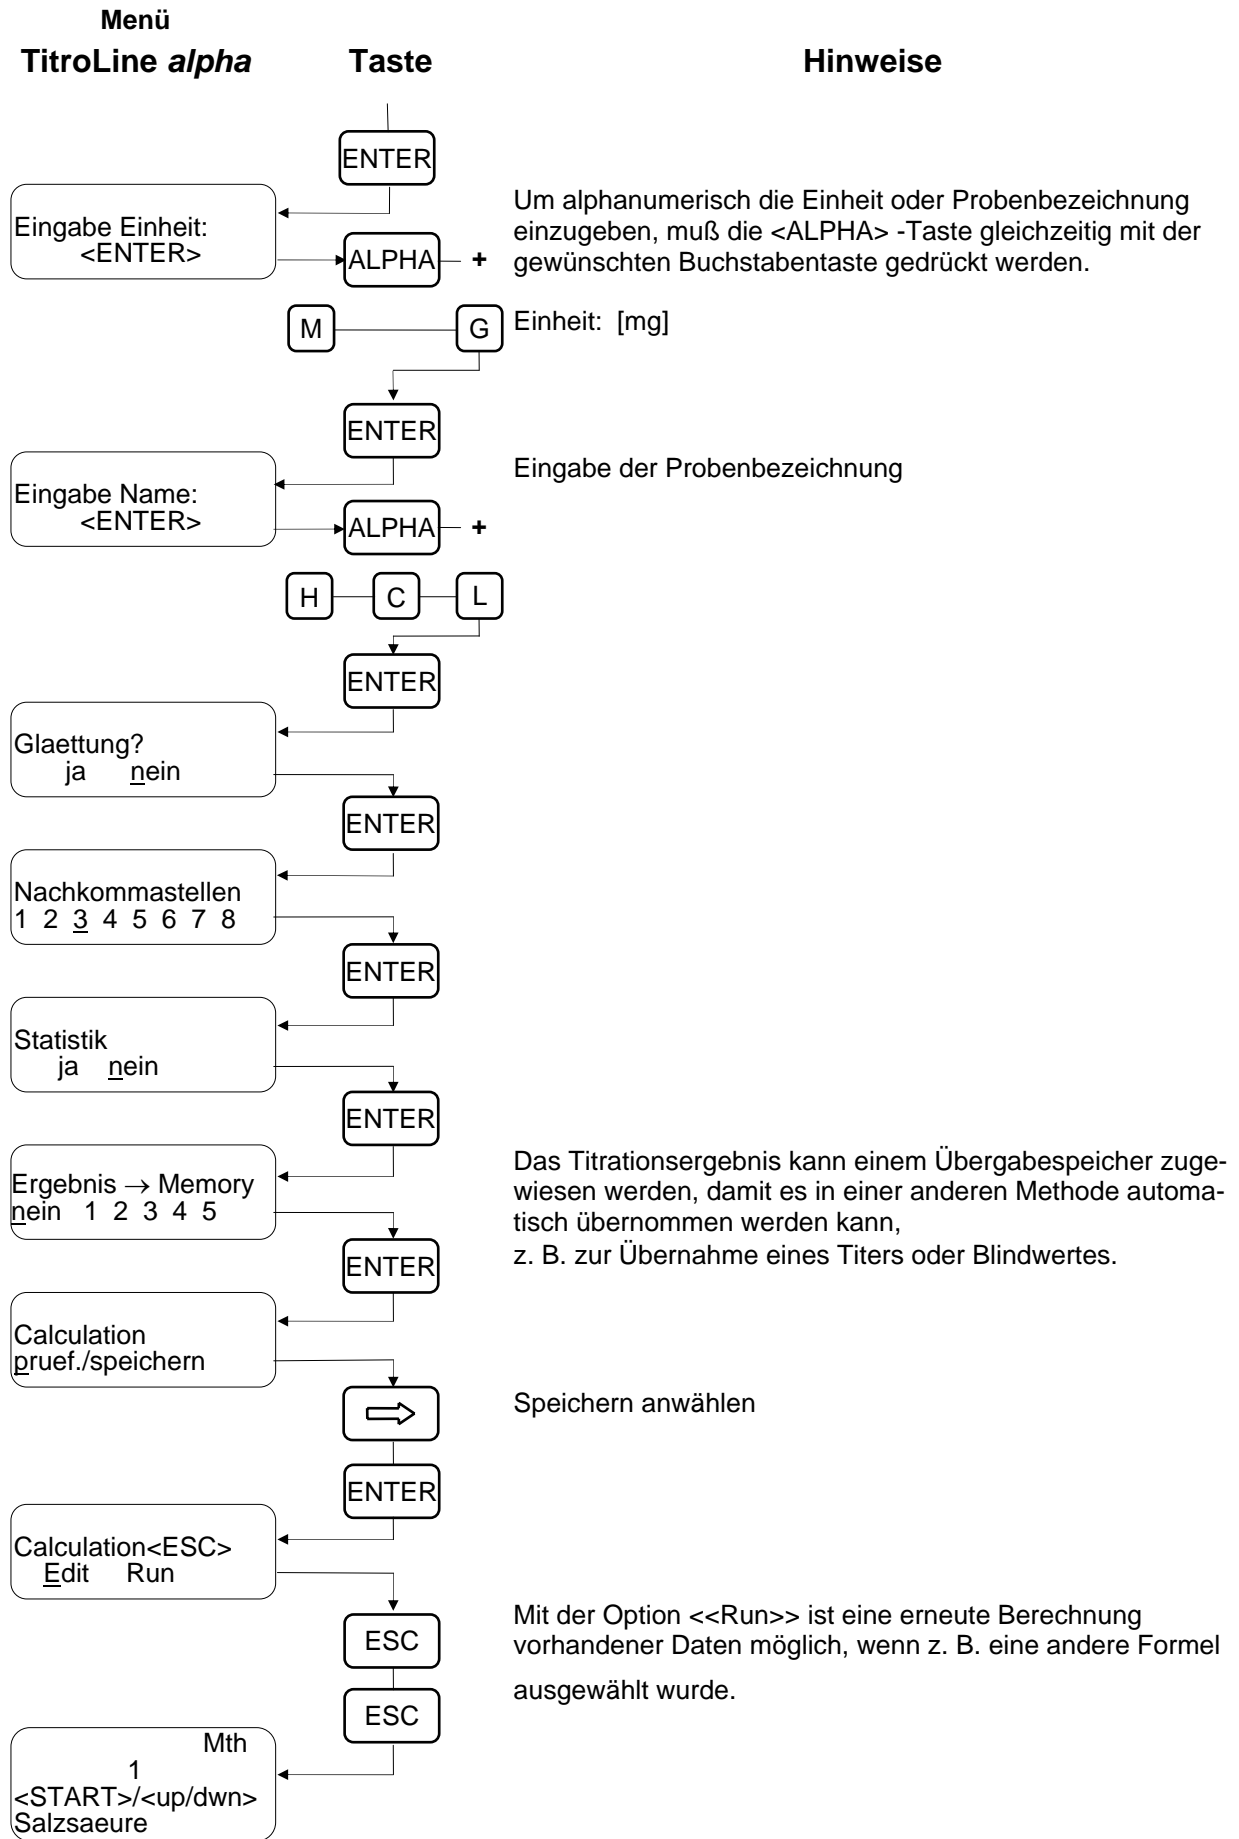 Menü
TitroLine alpha Taste Hinweise
ENTER
Eingabe Einheit:
<ENTER>
ALPHA +
Um alphanumerisch die Einheit oder Probenbezeichnung
einzugeben, muß die <ALPHA> -Taste gleichzeitig mit der
gewünschten Buchstabentaste gedrückt werden.
M G Einheit: [mg]
ENTER
Eingabe Name:
<ENTER>
Eingabe der Probenbezeichnung
ALPHA +
H C L
ENTER
Glaettung?
ja nein
ENTER
Nachkommastellen
1 2 3 4 5 6 7 8
ENTER
Statistik
ja nein
ENTER
Ergebnis → Memory
nein 1 2 3 4 5
Das Titrationsergebnis kann einem Übergabespeicher zuge-
wiesen werden, damit es in einer anderen Methode automa-
tisch übernommen werden kann,
z. B. zur Übernahme eines Titers oder Blindwertes.
ENTER
Calculation
pruef./speichern
Speichern anwählen
ENTER
Calculation<ESC>
Edit Run
ESC
Mit der Option <<Run>> ist eine erneute Berechnung
vorhandener Daten möglich, wenn z. B. eine andere Formel
ausgewählt wurde.
ESC
Mth
1
<START>/<up/dwn>
Salzsaeure